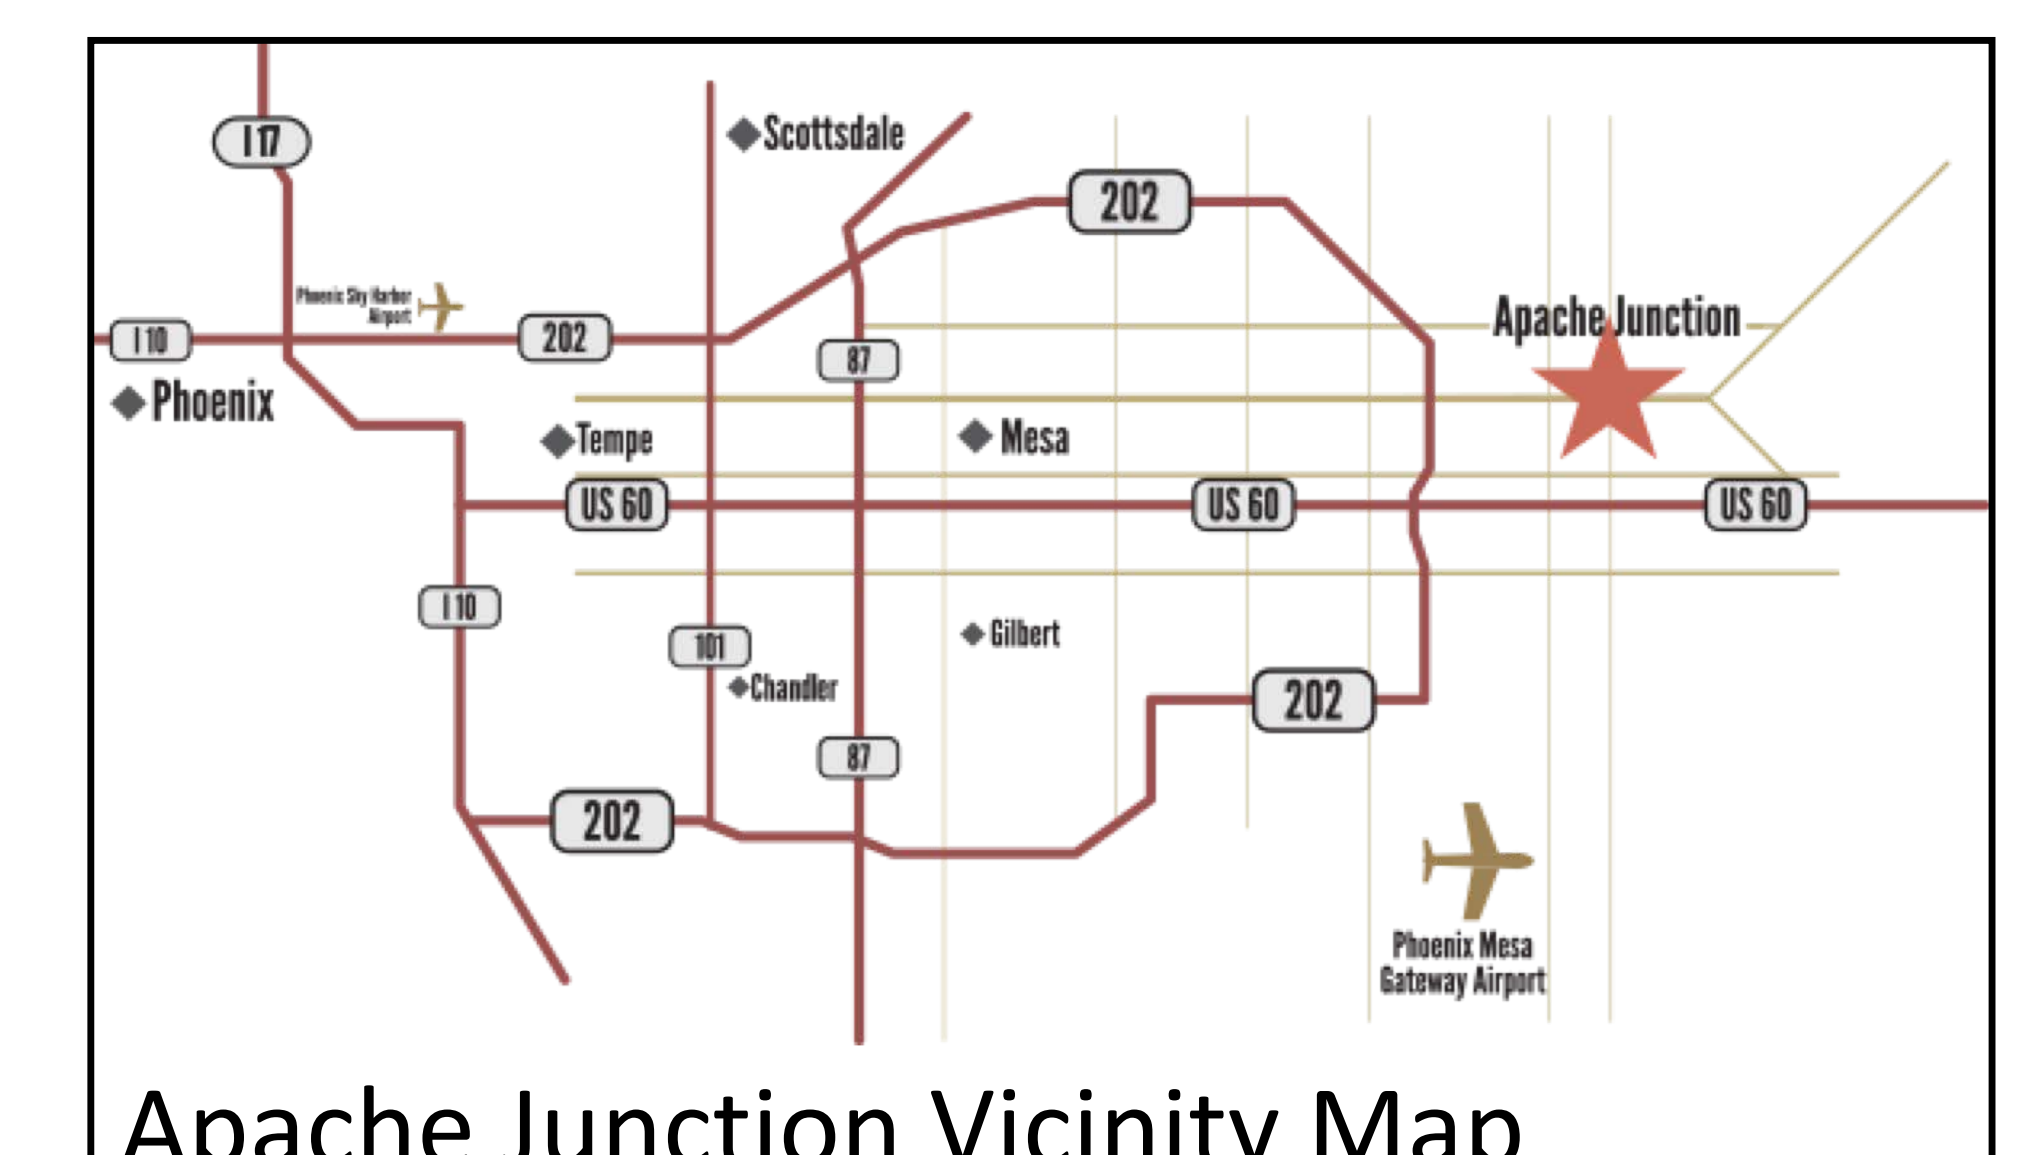 I 17
Scottsdale
202
Phoenix Sky Harbor
Airport
Apache Junction
I 10
202
87
Phoenix
Tempe
Mesa
US 60
US 60
US 60
I 10
101
Gilbert
Chandler
202
87
202
Phoenix Mesa
Gateway Airport
Apache Junction Vicinity Map